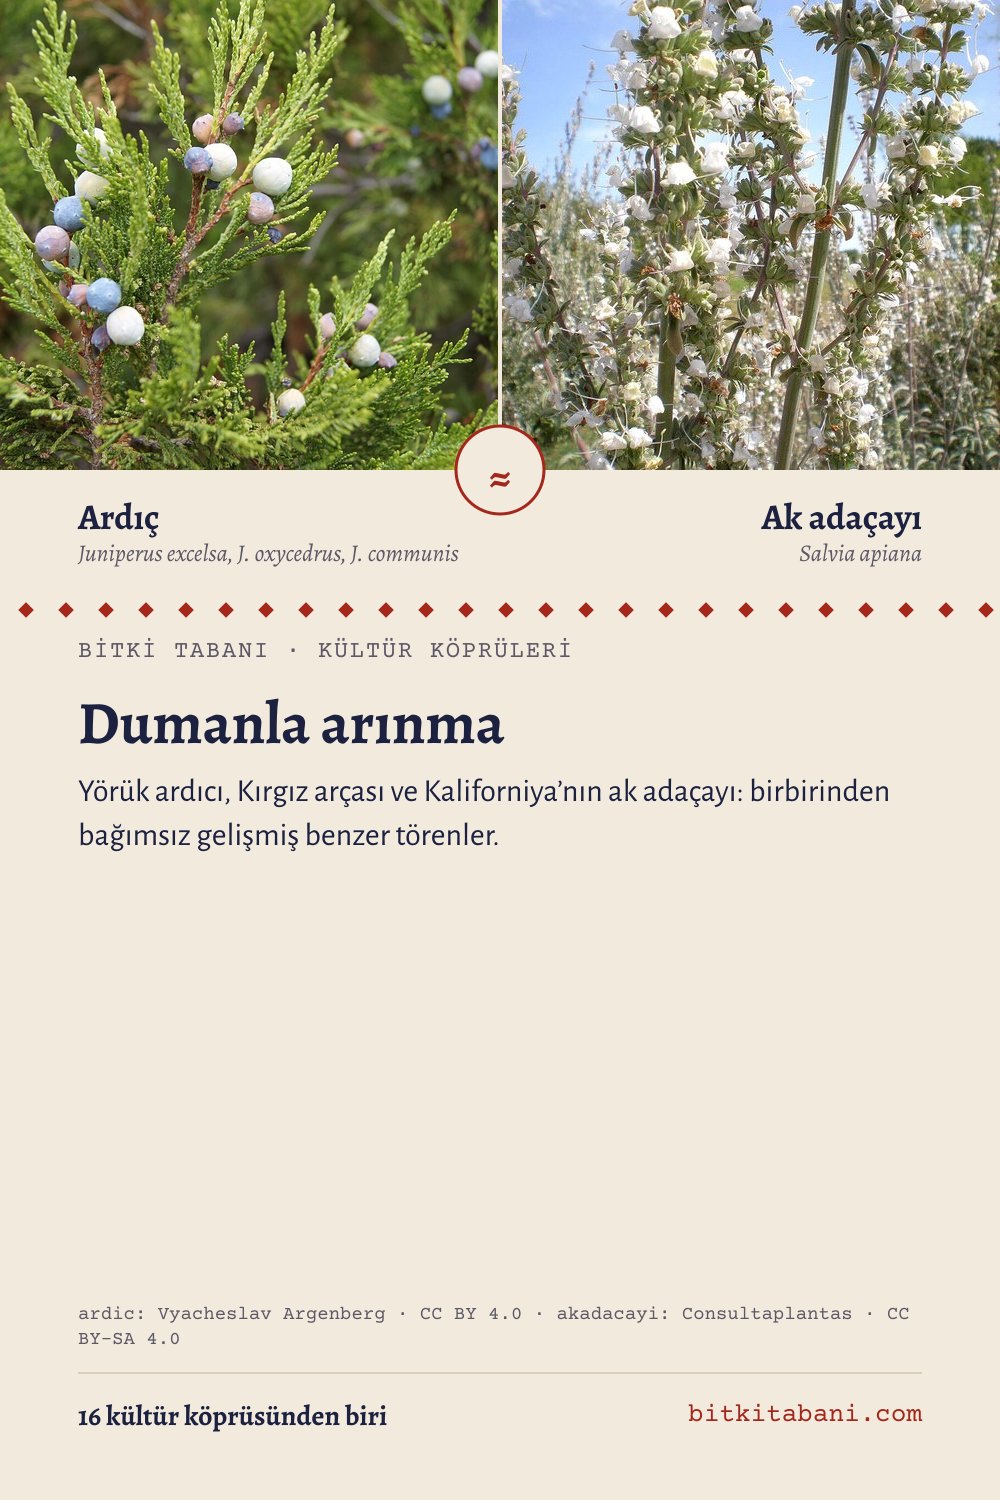 ≈
Ardıç
Juniperus excelsa, J. oxycedrus, J. communis
Ak adaçayı
Salvia apiana
BİTKİ TABANI · KÜLTÜR KÖPRÜLERİ
Dumanla arınma
Yörük ardıcı, Kırgız arçası ve Kaliforniya’nın ak adaçayı: birbirinden
bağımsız gelişmiş benzer törenler.
ardic: Vyacheslav Argenberg · CC BY 4.0 · akadacayi: Consultaplantas · CC
BY-SA 4.0
16 kültür köprüsünden biri
bitkitabani.com